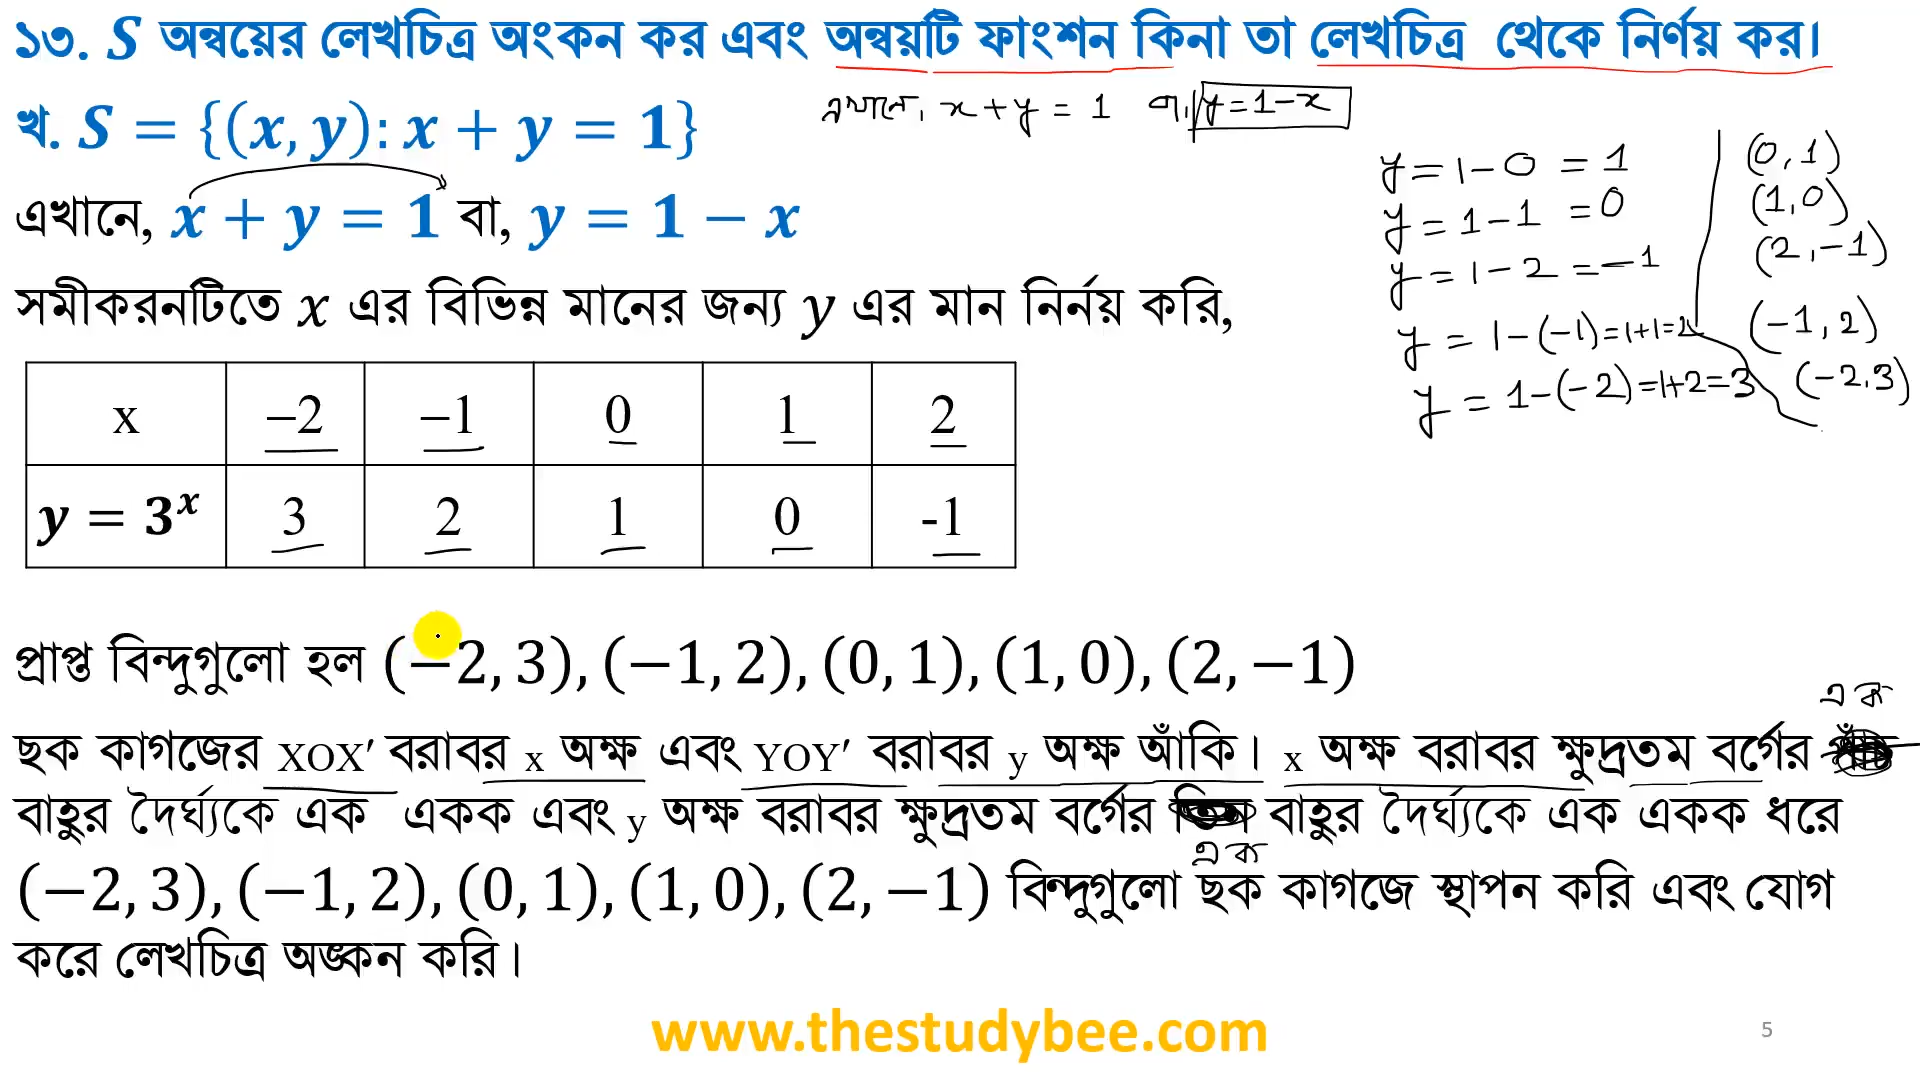 ১৩. S অন্বয়ের লেখচিত্র অংকন কর এবং অন্বয়টি ফাংশন কিনা তা লেখচিত্র থেকে নির্ণয় কর।
খ. S = {(x, y): x + y = 1}
এখানে, x + y = 1 বা, y = 1 − x
এখানে, x + y = 1 বা, y = 1 − x
y = 1 − 0 = 1 (0, 1)
y = 1 − 1 = 0 (1, 0)
y = 1 − 2 = −1 (2, −1)
y = 1 − (−1) = 1+1 = 2 (−1, 2)
y = 1 − (−2) = 1+2 = 3 (−2, 3)
সমীকরনটিতে x এর বিভিন্ন মানের জন্য y এর মান নির্নয় করি,
x −2 −1 0 1 2
y = 3ˣ 3 2 1 0 -1
প্রাপ্ত বিন্দুগুলো হল (−2, 3), (−1, 2), (0, 1), (1, 0), (2, −1)
এক
ছক কাগজের XOX′ বরাবর x অক্ষ এবং YOY′ বরাবর y অক্ষ আঁকি। x অক্ষ বরাবর ক্ষুদ্রতম বর্গের
বাহুর দৈর্ঘ্যকে এক একক এবং y অক্ষ বরাবর ক্ষুদ্রতম বর্গের তিন বাহুর দৈর্ঘ্যকে এক একক ধরে
এক
(−2, 3), (−1, 2), (0, 1), (1, 0), (2, −1) বিন্দুগুলো ছক কাগজে স্থাপন করি এবং যোগ
করে লেখচিত্র অঙ্কন করি।
www.thestudybee.com
5